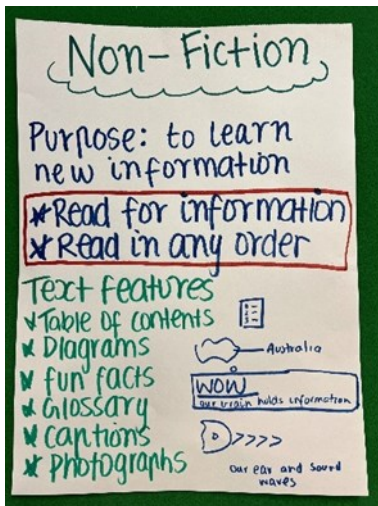 Non-Fiction
Purpose: to learn
new information
*Read for information
*Read in any order
Text features
*Table of contents
*Diagrams
Australia
*fun facts
WOW
our brain holds information
*Glossary
*Captions
*Photographs
our ear and sound
waves